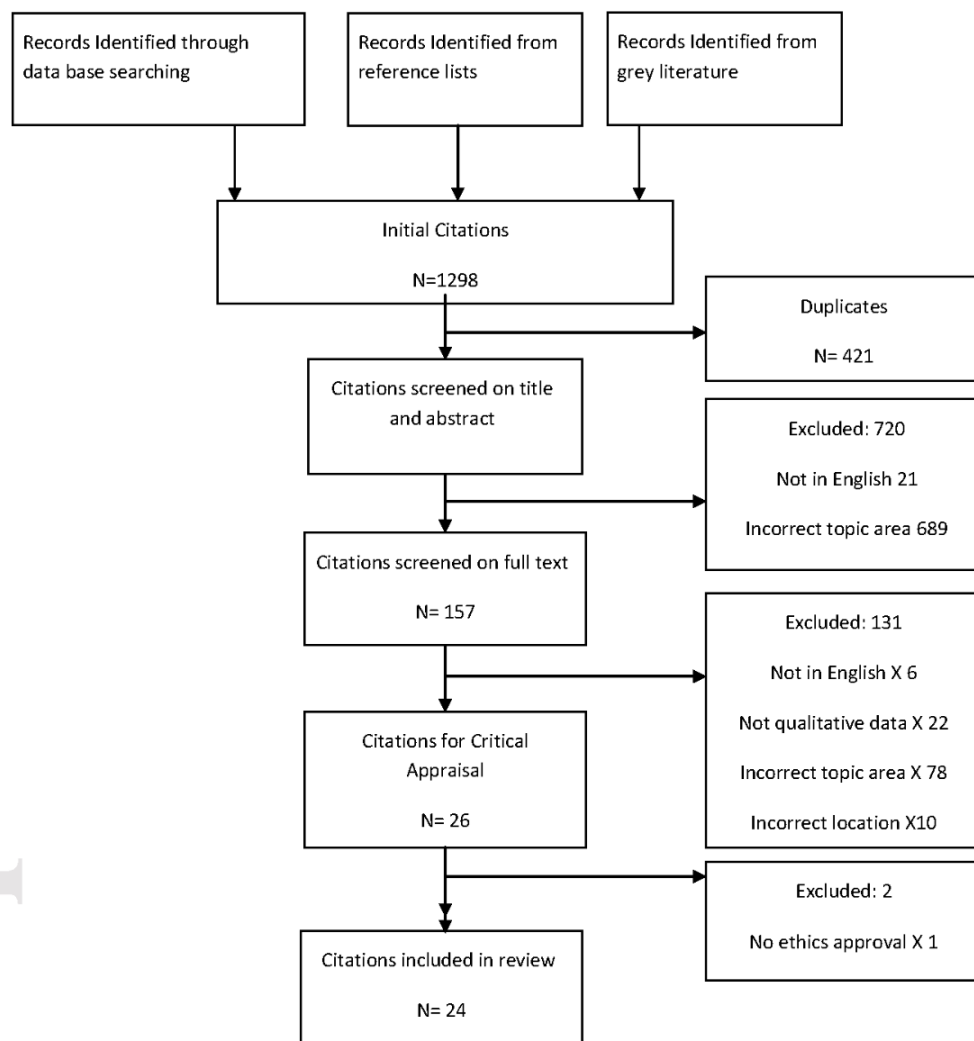 Records Identified through
data base searching
Records Identified from
reference lists
Records Identified from
grey literature
Initial Citations
N=1298
Duplicates
N= 421
Citations screened on title
and abstract
Excluded: 720
Not in English 21
Incorrect topic area 689
Citations screened on full text
N= 157
Excluded: 131
Not in English X 6
Not qualitative data X 22
Incorrect topic area X 78
Incorrect location X10
Citations for Critical
Appraisal
N= 26
Excluded: 2
No ethics approval X 1
Citations included in review
N= 24